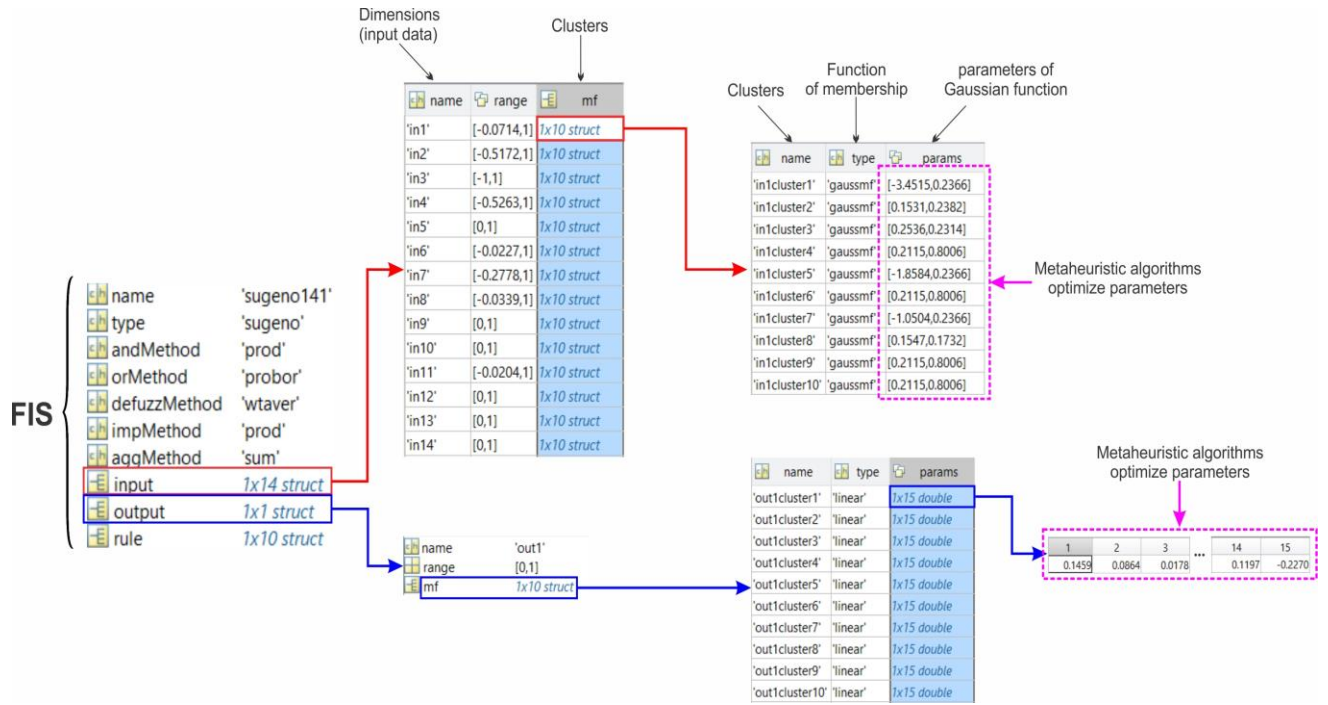 Dimensions
(input data)
Clusters
name range mf
'in1' [-0.0714,1] 1x10 struct
'in2' [-0.5172,1] 1x10 struct
'in3' [-1,1] 1x10 struct
'in4' [-0.5263,1] 1x10 struct
'in5' [0,1] 1x10 struct
'in6' [-0.0227,1] 1x10 struct
'in7' [-0.2778,1] 1x10 struct
'in8' [-0.0339,1] 1x10 struct
'in9' [0,1] 1x10 struct
'in10' [0,1] 1x10 struct
'in11' [-0.0204,1] 1x10 struct
'in12' [0,1] 1x10 struct
'in13' [0,1] 1x10 struct
'in14' [0,1] 1x10 struct
Clusters
Function
of membership
parameters of
Gaussian function
name type params
'in1cluster1' 'gaussmf' [-3.4515,0.2366]
'in1cluster2' 'gaussmf' [0.1531,0.2382]
'in1cluster3' 'gaussmf' [0.2536,0.2314]
'in1cluster4' 'gaussmf' [0.2115,0.8006]
'in1cluster5' 'gaussmf' [-1.8584,0.2366]
'in1cluster6' 'gaussmf' [0.2115,0.8006]
'in1cluster7' 'gaussmf' [-1.0504,0.2366]
'in1cluster8' 'gaussmf' [0.1547,0.1732]
'in1cluster9' 'gaussmf' [0.2115,0.8006]
'in1cluster10' 'gaussmf' [0.2115,0.8006]
Metaheuristic algorithms
optimize parameters
FIS
name 'sugeno141'
type 'sugeno'
andMethod 'prod'
orMethod 'probor'
defuzzMethod 'wtaver'
impMethod 'prod'
aggMethod 'sum'
input 1x14 struct
output 1x1 struct
rule 1x10 struct
name 'out1'
range [0,1]
mf 1x10 struct
name type params
'out1cluster1' 'linear' 1x15 double
'out1cluster2' 'linear' 1x15 double
'out1cluster3' 'linear' 1x15 double
'out1cluster4' 'linear' 1x15 double
'out1cluster5' 'linear' 1x15 double
'out1cluster6' 'linear' 1x15 double
'out1cluster7' 'linear' 1x15 double
'out1cluster8' 'linear' 1x15 double
'out1cluster9' 'linear' 1x15 double
'out1cluster10' 'linear' 1x15 double
Metaheuristic algorithms
optimize parameters
1 2 3 ... 14 15
0.1459 0.0864 0.0178 0.1197 -0.2270